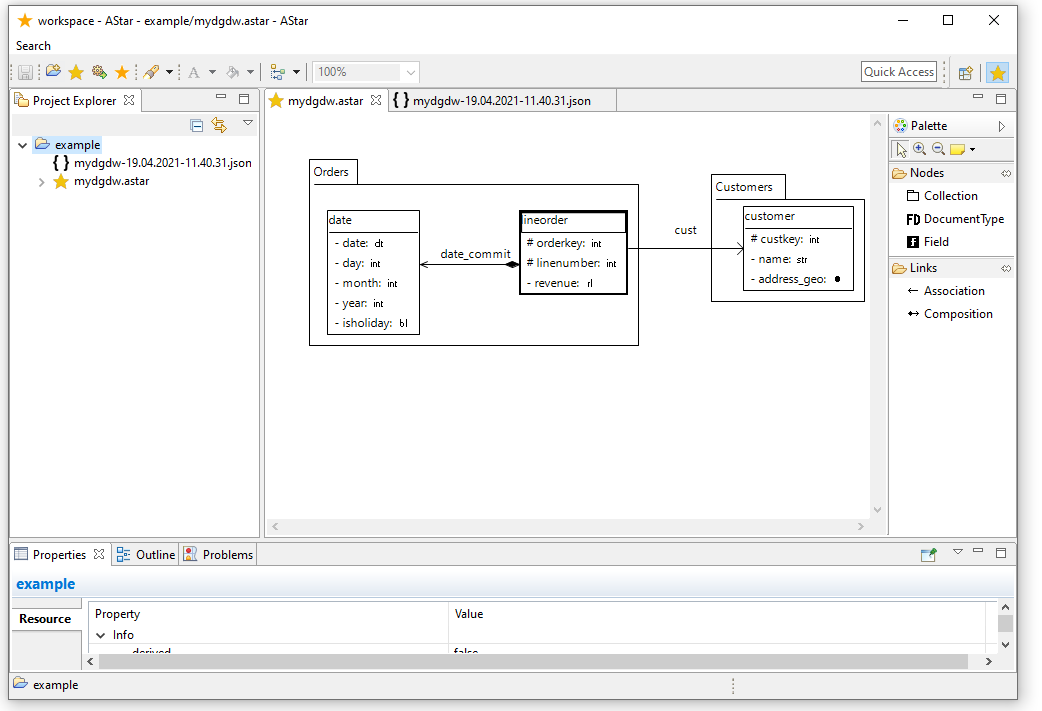 workspace - AStar - example/mydgdw.astar - AStar
Search
A
100%
Quick Access
Project Explorer
mydgdw.astar
{ } mydgdw-19.04.2021-11.40.31.json
example
{ } mydgdw-19.04.2021-11.40.31.json
mydgdw.astar
Orders
date
- date: dt
- day: int
- month: int
- year: int
- isholiday: bl
date_commit
ineorder
# orderkey: int
# linenumber: int
- revenue: rl
cust
Customers
customer
# custkey: int
- name: str
- address_geo:
Palette
Nodes
Collection
FD DocumentType
F Field
Links
Association
Composition
Properties
Outline
Problems
example
Resource
Property Value
Info
derived false
example